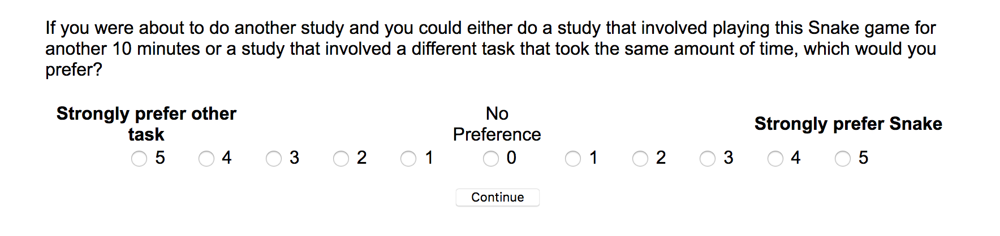 If you were about to do another study and you could either do a study that involved playing this Snake game for
another 10 minutes or a study that involved a different task that took the same amount of time, which would you
prefer?
Strongly prefer other
task
No
Preference
Strongly prefer Snake
5 4 3 2 1 0 1 2 3 4 5
Continue